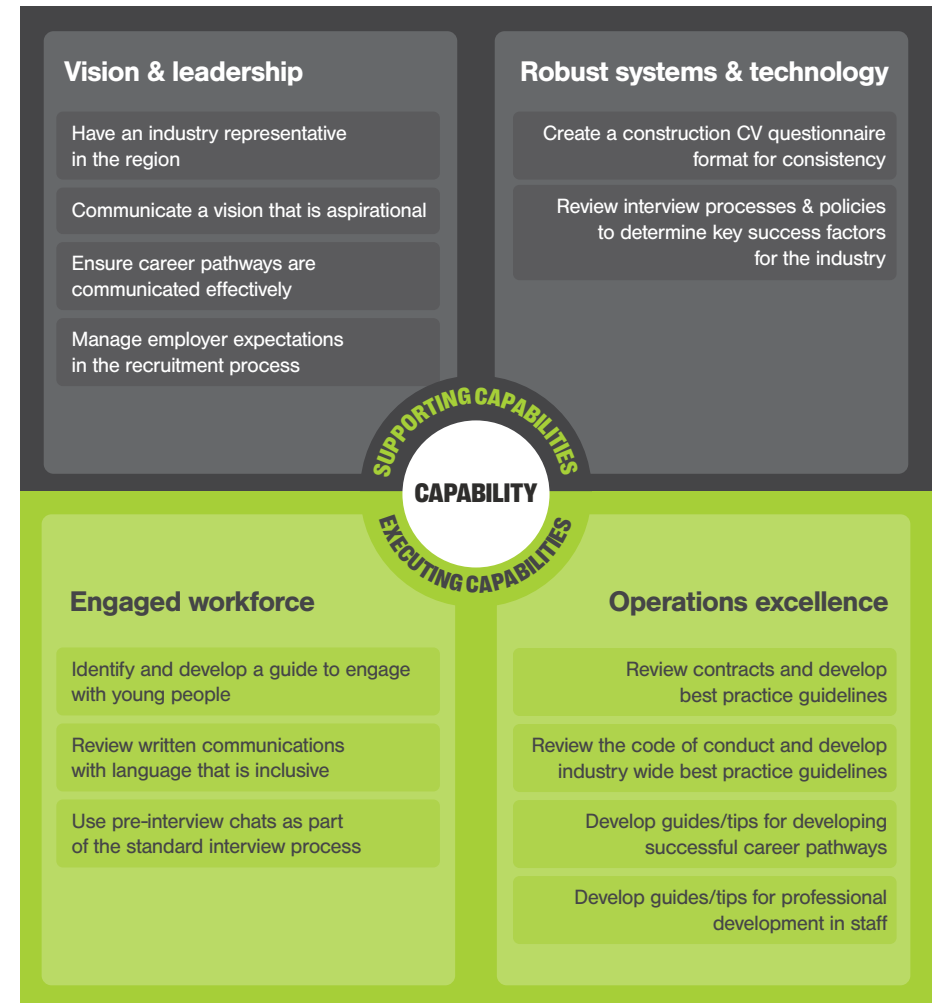 Vision & leadership
Have an industry representative
in the region
Communicate a vision that is aspirational
Ensure career pathways are
communicated effectively
Manage employer expectations
in the recruitment process
Robust systems & technology
Create a construction CV questionnaire
format for consistency
Review interview processes & policies
to determine key success factors
for the industry
SUPPORTING CAPABILITIES
CAPABILITY
EXECUTING CAPABILITIES
Engaged workforce
Identify and develop a guide to engage
with young people
Review written communications
with language that is inclusive
Use pre-interview chats as part
of the standard interview process
Operations excellence
Review contracts and develop
best practice guidelines
Review the code of conduct and develop
industry wide best practice guidelines
Develop guides/tips for developing
successful career pathways
Develop guides/tips for professional
development in staff